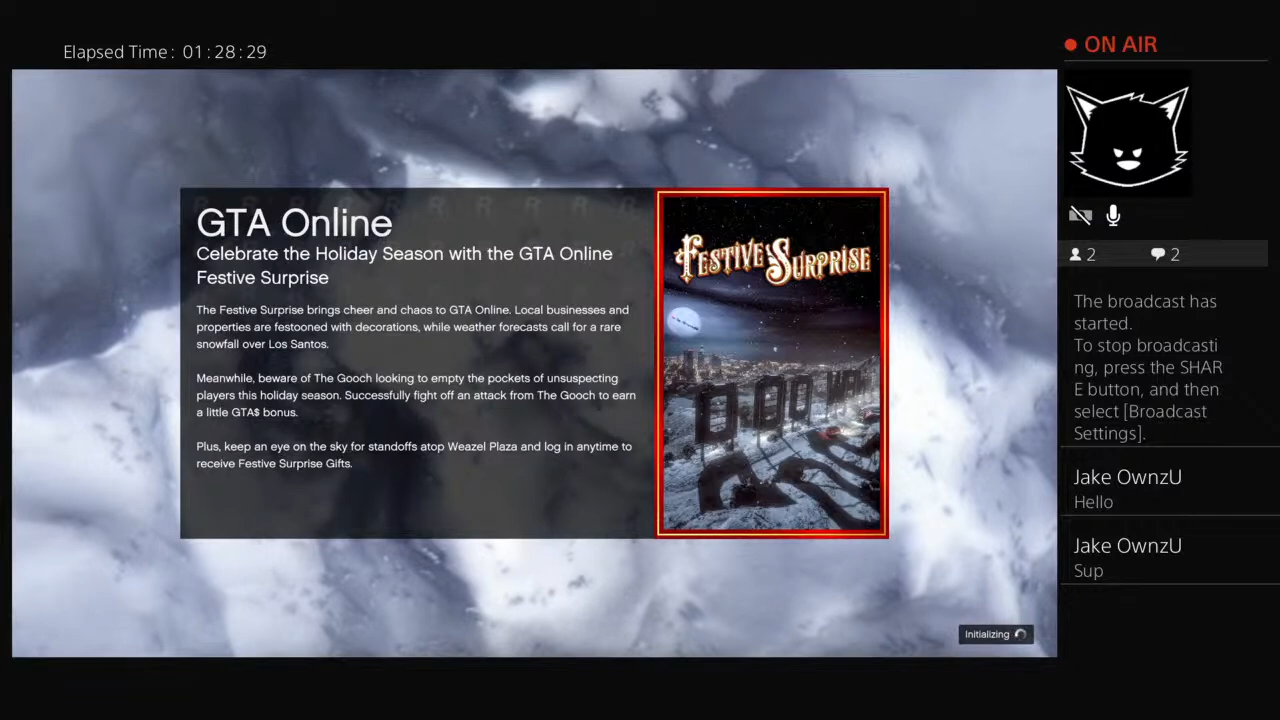 Elapsed Time: 01:28:29
ON AIR
GTA Online
Celebrate the Holiday Season with the GTA Online
Festive Surprise
The Festive Surprise brings cheer and chaos to GTA Online. Local businesses and
properties are festooned with decorations, while weather forecasts call for a rare
snowfall over Los Santos.
Meanwhile, beware of The Gooch looking to empty the pockets of unsuspecting
players this holiday season. Successfully fight off an attack from The Gooch to earn
a little GTA$ bonus.
Plus, keep an eye on the sky for standoffs atop Weazel Plaza and log in anytime to
receive Festive Surprise Gifts.
FESTIVE SURPRISE
Initializing
2
2
The broadcast has
started.
To stop broadcasti
ng, press the SHAR
E button, and then
select [Broadcast
Settings].
Jake OwnzU
Hello
Jake OwnzU
Sup